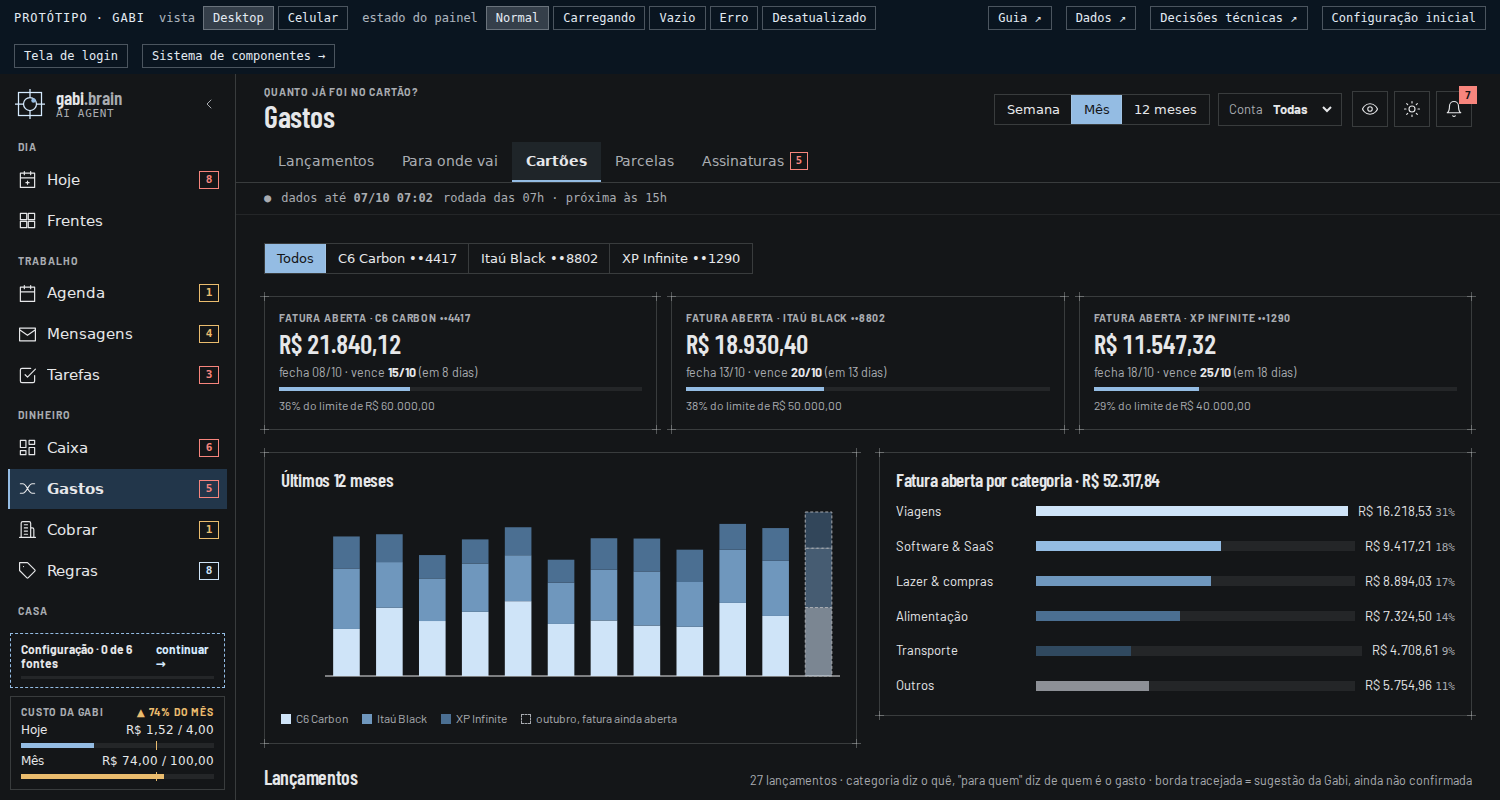 PROTÓTIPO · GABI vista Desktop Celular estado do painel Normal Carregando Vazio Erro Desatualizado Guia ↗ Dados ↗ Decisões técnicas ↗ Configuração inicial
Tela de login Sistema de componentes →
gabi.brain
AI AGENT
DIA
Hoje 8
Frentes
TRABALHO
Agenda 1
Mensagens 4
Tarefas 3
DINHEIRO
Caixa 6
Gastos 5
Cobrar 1
Regras 8
CASA
Configuração · 0 de 6 fontes continuar →
CUSTO DA GABI ▲ 74% DO MÊS
Hoje R$ 1,52 / 4,00
Mês R$ 74,00 / 100,00
QUANTO JÁ FOI NO CARTÃO?
Gastos
Semana Mês 12 meses Conta Todas 7
Lançamentos Para onde vai Cartões Parcelas Assinaturas 5
● dados até 07/10 07:02 rodada das 07h · próxima às 15h
Todos C6 Carbon ••4417 Itaú Black ••8802 XP Infinite ••1290
FATURA ABERTA · C6 CARBON ••4417
R$ 21.840,12
fecha 08/10 · vence 15/10 (em 8 dias)
36% do limite de R$ 60.000,00
FATURA ABERTA · ITAÚ BLACK ••8802
R$ 18.930,40
fecha 13/10 · vence 20/10 (em 13 dias)
38% do limite de R$ 50.000,00
FATURA ABERTA · XP INFINITE ••1290
R$ 11.547,32
fecha 18/10 · vence 25/10 (em 18 dias)
29% do limite de R$ 40.000,00
Últimos 12 meses
C6 Carbon Itaú Black XP Infinite outubro, fatura ainda aberta
Fatura aberta por categoria · R$ 52.317,84
Viagens R$ 16.218,53 31%
Software & SaaS R$ 9.417,21 18%
Lazer & compras R$ 8.894,03 17%
Alimentação R$ 7.324,50 14%
Transporte R$ 4.708,61 9%
Outros R$ 5.754,96 11%
Lançamentos 27 lançamentos · categoria diz o quê, "para quem" diz de quem é o gasto · borda tracejada = sugestão da Gabi, ainda não confirmada